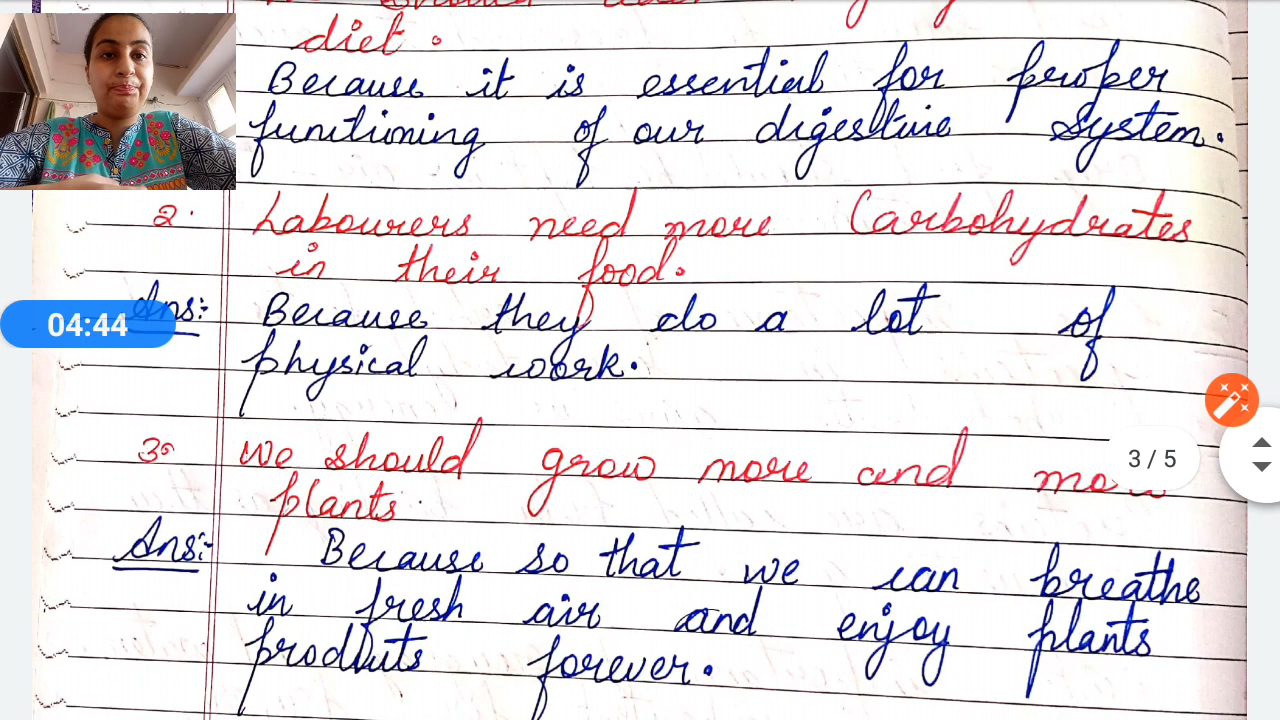 diet.
Because it is essential for proper
functioning of our digestive system.
2. Labourers need more Carbohydrates
in their food.
Ans:- Because they do a lot of
04:44
physical work.
3. We should grow more and
3 / 5
plants.
Ans:- Because so that we can breathe
in fresh air and enjoy plants
products forever.